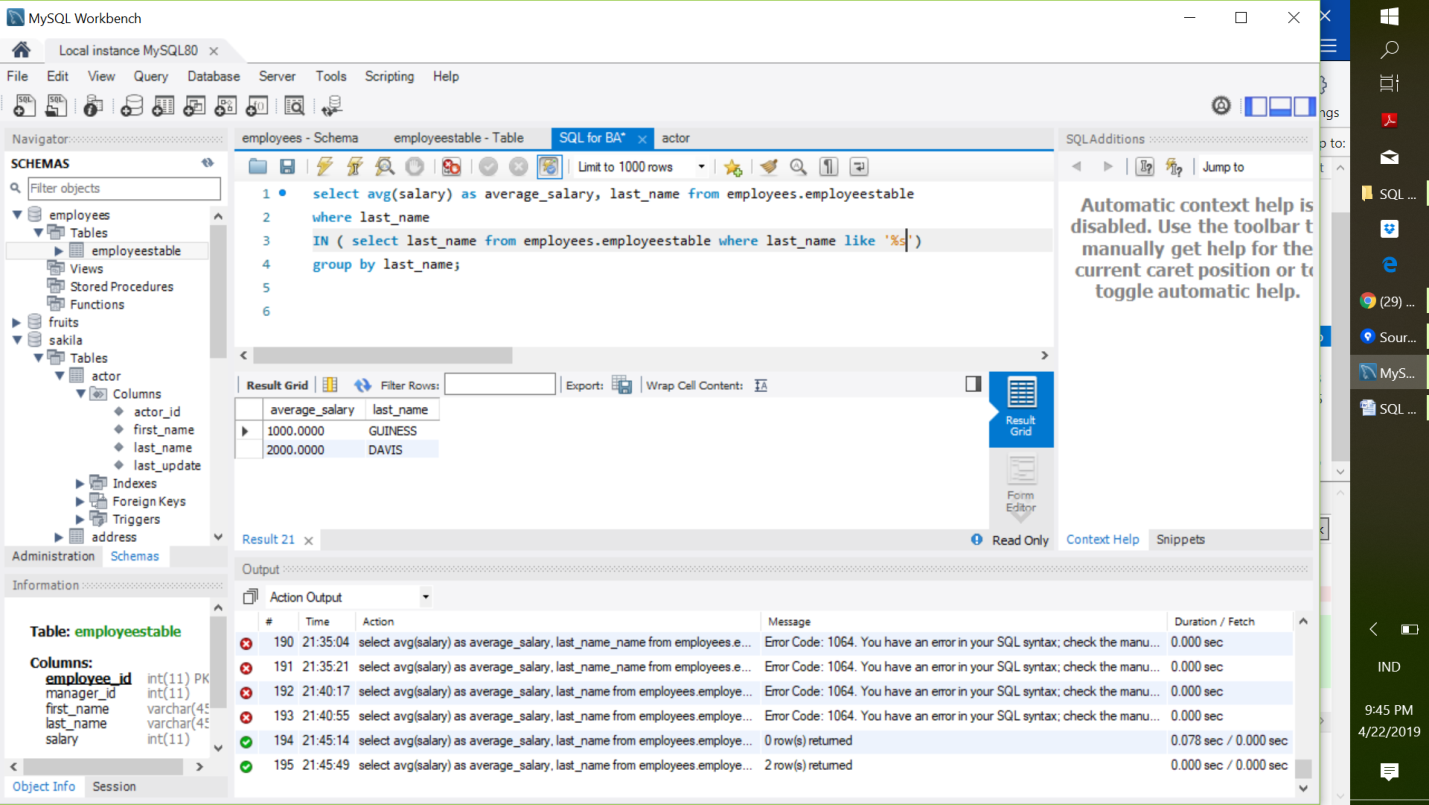 MySQL Workbench
Local instance MySQL80
File Edit View Query Database Server Tools Scripting Help
Navigator
SCHEMAS
Filter objects
employees
Tables
employeestable
Views
Stored Procedures
Functions
fruits
sakila
Tables
actor
Columns
actor_id
first_name
last_name
last_update
Indexes
Foreign Keys
Triggers
address
Administration Schemas
Information
Table: employeestable
Columns:
employee_id int(11) PK
manager_id int(11)
first_name varchar(45
last_name varchar(45
salary int(11)
Object Info Session
employees - Schema employeestable - Table SQL for BA* actor
Limit to 1000 rows
1 select avg(salary) as average_salary, last_name from employees.employeestable
2 where last_name
3 IN ( select last_name from employees.employeestable where last_name like '%s')
4 group by last_name;
5
6
Result Grid Filter Rows: Export: Wrap Cell Content:
average_salary last_name
1000.0000 GUINESS
2000.0000 DAVIS
Result
Grid
Form
Editor
Result 21 Read Only
SQLAdditions
Jump to
Automatic context help is
disabled. Use the toolbar t
manually get help for the
current caret position or to
toggle automatic help.
Context Help Snippets
Output
Action Output
# Time Action Message Duration / Fetch
190 21:35:04 select avg(salary) as average_salary, last_name_name from employees.e... Error Code: 1064. You have an error in your SQL syntax; check the manu... 0.000 sec
191 21:35:21 select avg(salary) as average_salary, last_name_name from employees.e... Error Code: 1064. You have an error in your SQL syntax; check the manu... 0.000 sec
192 21:40:17 select avg(salary) as average_salary, last_name from employees.employe... Error Code: 1064. You have an error in your SQL syntax; check the manu... 0.000 sec
193 21:40:55 select avg(salary) as average_salary, last_name from employees.employe... Error Code: 1064. You have an error in your SQL syntax; check the manu... 0.000 sec
194 21:45:14 select avg(salary) as average_salary, last_name from employees.employe... 0 row(s) returned 0.078 sec / 0.000 sec
195 21:45:49 select avg(salary) as average_salary, last_name from employees.employe... 2 row(s) returned 0.000 sec / 0.000 sec
ngs
p to:
SQL ...
(29) ...
Sour...
MyS...
SQL ...
IND
9:45 PM
4/22/2019